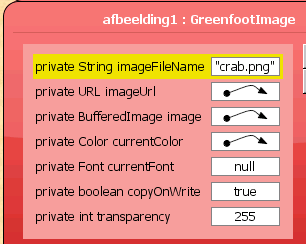 afbeelding1 : GreenfootImage
private String imageFileName "crab.png"
private URL imageUrl
private BufferedImage image
private Color currentColor
private Font currentFont null
private boolean copyOnWrite true
private int transparency 255